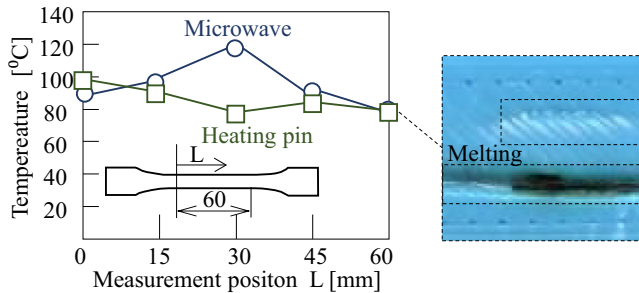 140
120
100
80
60
40
20
0
15
30
45
60
Tempereature [⁰C]
Measurement positon L [mm]
Microwave
Heating pin
L
60
Melting